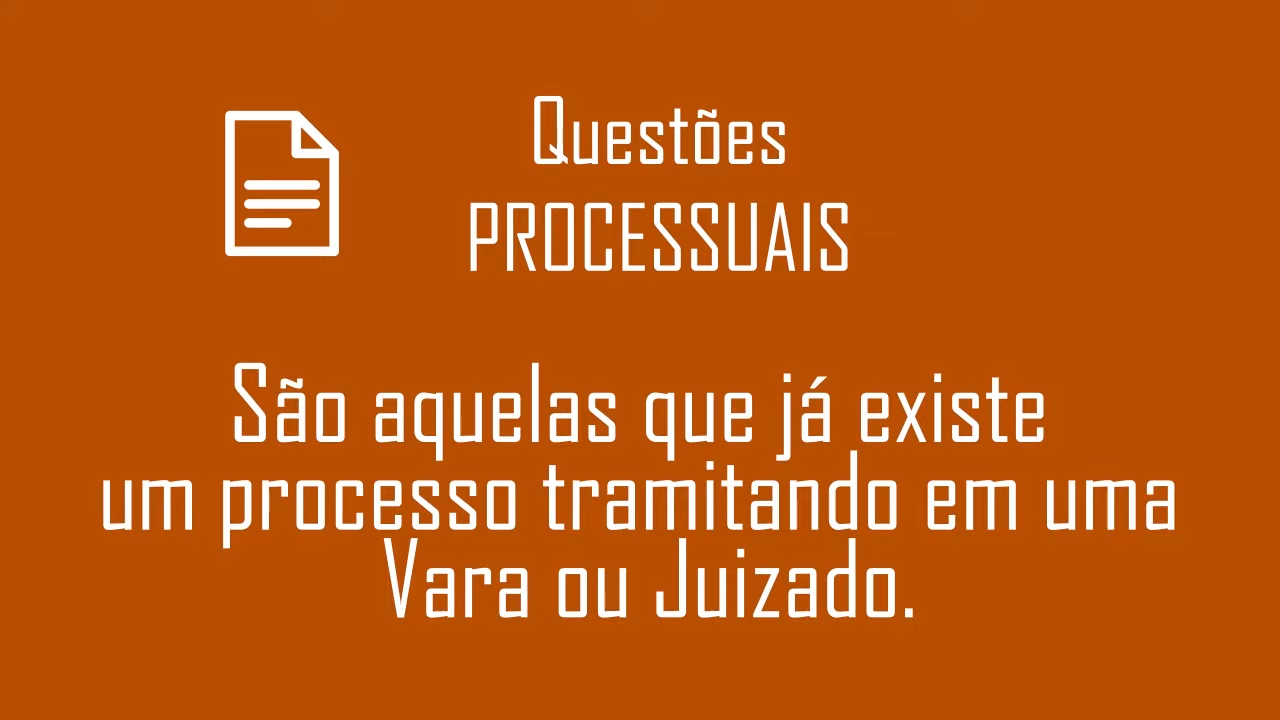 Questões
PROCESSUAIS
São aquelas que já existe
um processo tramitando em uma
Vara ou Juizado.